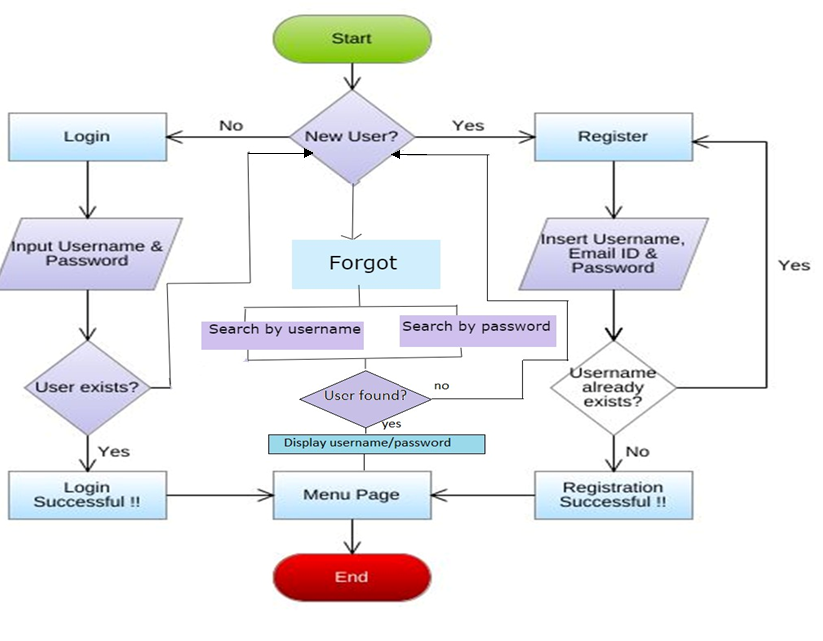 Start
No
Yes
Login
New User?
Register
Input Username &
Password
Forgot
Insert Username,
Email ID &
Password
Yes
Search by username
Search by password
User exists?
User found?
no
yes
Username
already
exists?
Display username/password
Yes
No
Login
Successful !!
Menu Page
Registration
Successful !!
End